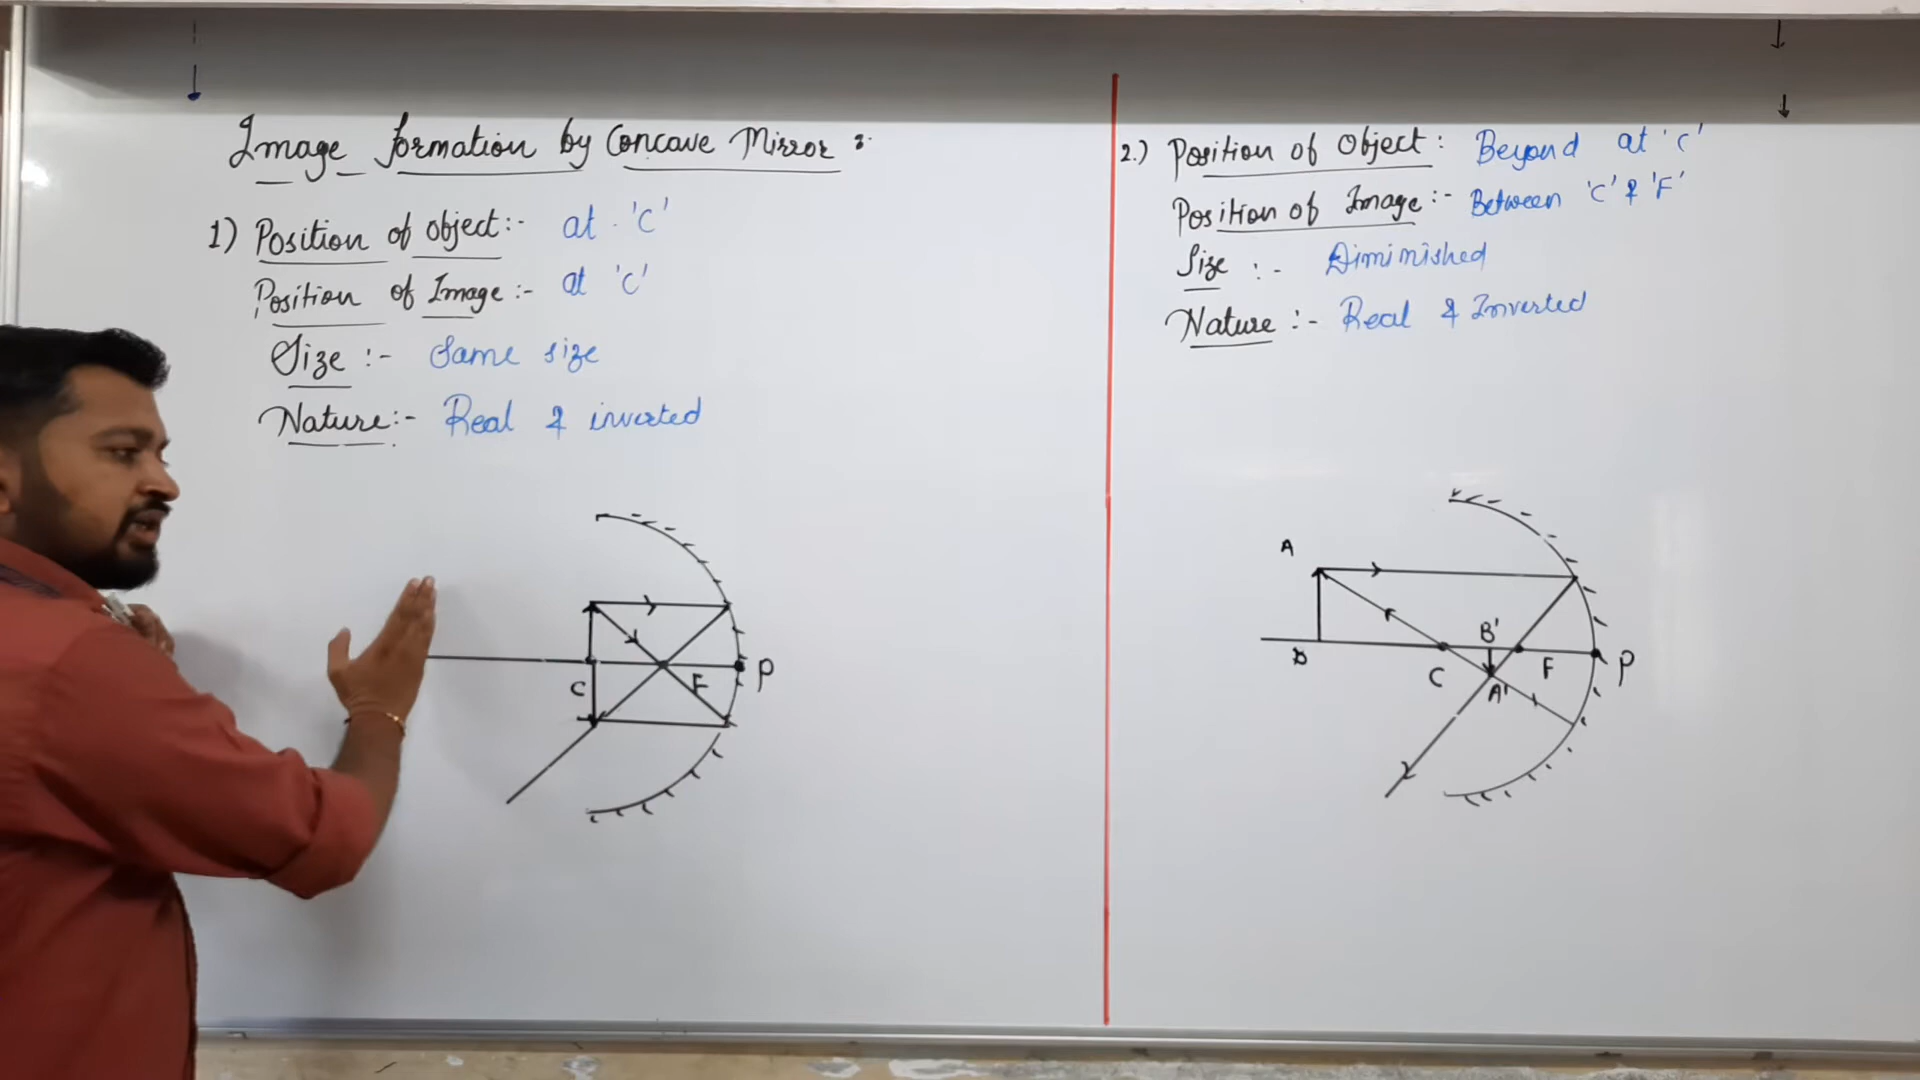 Image formation by Concave Mirror :
1) Position of object:- at 'C'
Position of Image :- at 'C'
Size :- Same size
Nature:- Real & inverted
C
F
P
2.) Position of Object : Beyond at 'C'
Position of Image :- Between 'C' & 'F'
Size :- Diminished
Nature :- Real & Inverted
A
B'
B
C
A'
F
P